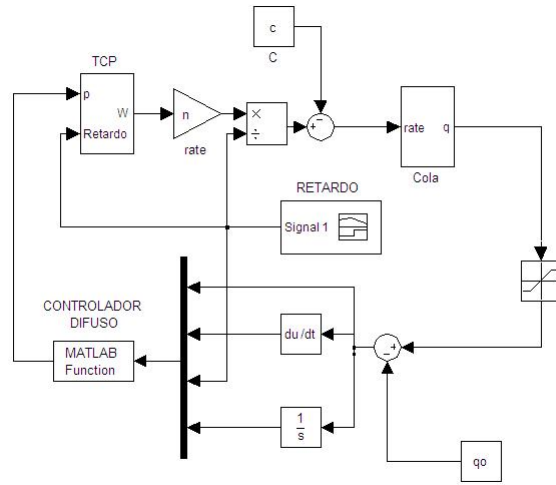 c
C
TCP
p
W
Retardo
n
rate
×
÷
+
−
rate
q
Cola
RETARDO
Signal 1
CONTROLADOR
DIFUSO
MATLAB
Function
du/dt
1
s
−
+
qo